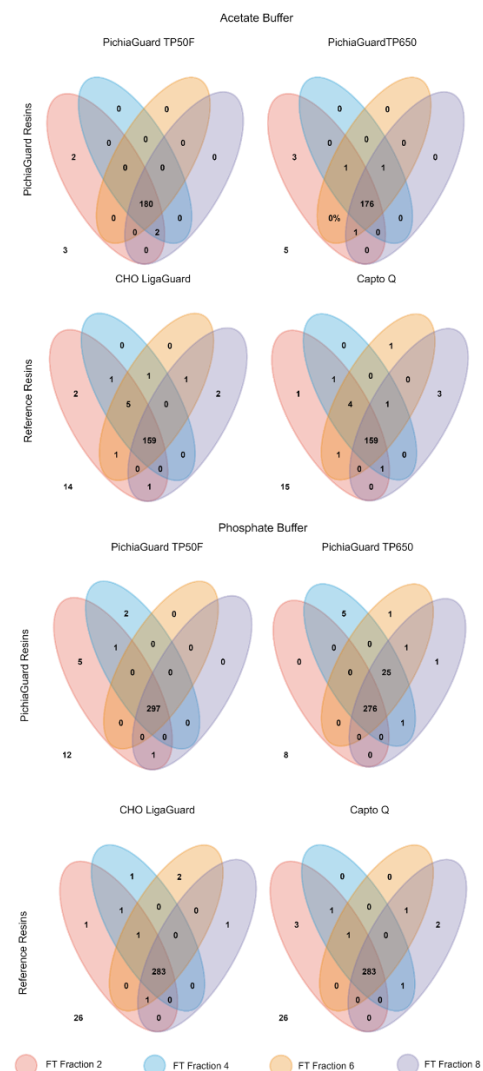 Acetate Buffer
PichiaGuard TP50F PichiaGuardTP650
PichiaGuard Resins
0 0 0 0
2 0 0 0 3 0 0 0
0 0 1 1
180 176
0 0 0% 0
0 2 1 0
3 0 5 0
CHO LigaGuard Capto Q
Reference Resins
0 0 0 1
2 1 1 1 2 1 1 0 0 3
5 0 4 1
159 159
1 0 1 0
0 0 0 1
14 1 15 0
Phosphate Buffer
PichiaGuard TP50F PichiaGuard TP650
PichiaGuard Resins
2 0 5 1
5 1 0 0 0 0 0 0 1 1
0 0 0 25
297 276
0 0 0 1
0 0 0 0
12 1 8 0
CHO LigaGuard Capto Q
Reference Resins
1 2 0 0
1 1 0 0 1 3 1 0 1 2
1 0 1 0
283 283
0 0 0 1
1 0 0 0
26 0 26 0
FT Fraction 2 FT Fraction 4 FT Fraction 6 FT Fraction 8